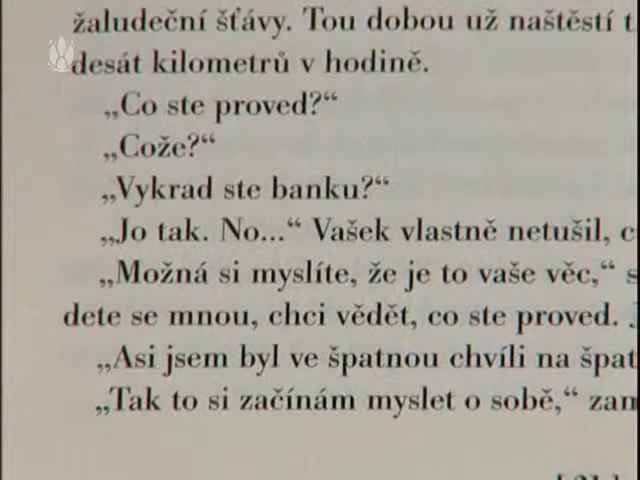 žaludeční šťávy. Tou dobou už naštěstí
desát kilometrů v hodině.
„Co ste proved?“
„Cože?“
„Vykrad ste banku?“
„Jo tak. No...“ Vašek vlastně netušil,
„Možná si myslíte, že je to vaše věc,“
dete se mnou, chci vědět, co ste proved.
„Asi jsem byl ve špatnou chvíli na
„Tak to si začínám myslet o sobě,“